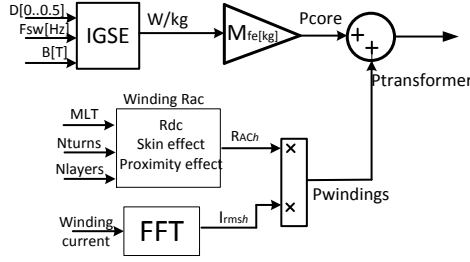 D[0..0.5]
Fsw[Hz]
B[T]
IGSE
W/kg
Mfe[kg]
Pcore
+
+
Ptransformer
Winding Rac
MLT
Nturns
Nlayers
Rdc
Skin effect
Proximity effect
RACh
×
×
Pwindings
Winding
current
FFT
Irmsh